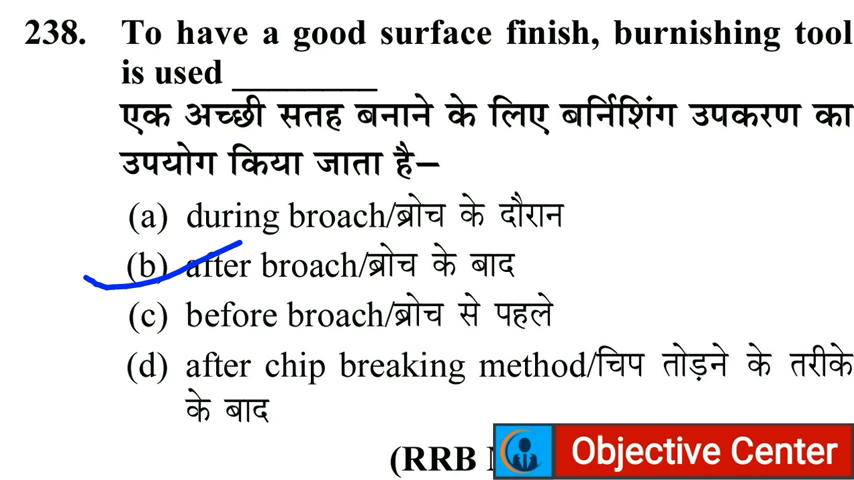 238. To have a good surface finish, burnishing tool
is used ________
एक अच्छी सतह बनाने के लिए बर्निशिंग उपकरण का
उपयोग किया जाता है–
(a) during broach/ब्रोच के दौरान
(b) after broach/ब्रोच के बाद
(c) before broach/ब्रोच से पहले
(d) after chip breaking method/चिप तोड़ने के तरीके
के बाद
(RRB
Objective Center